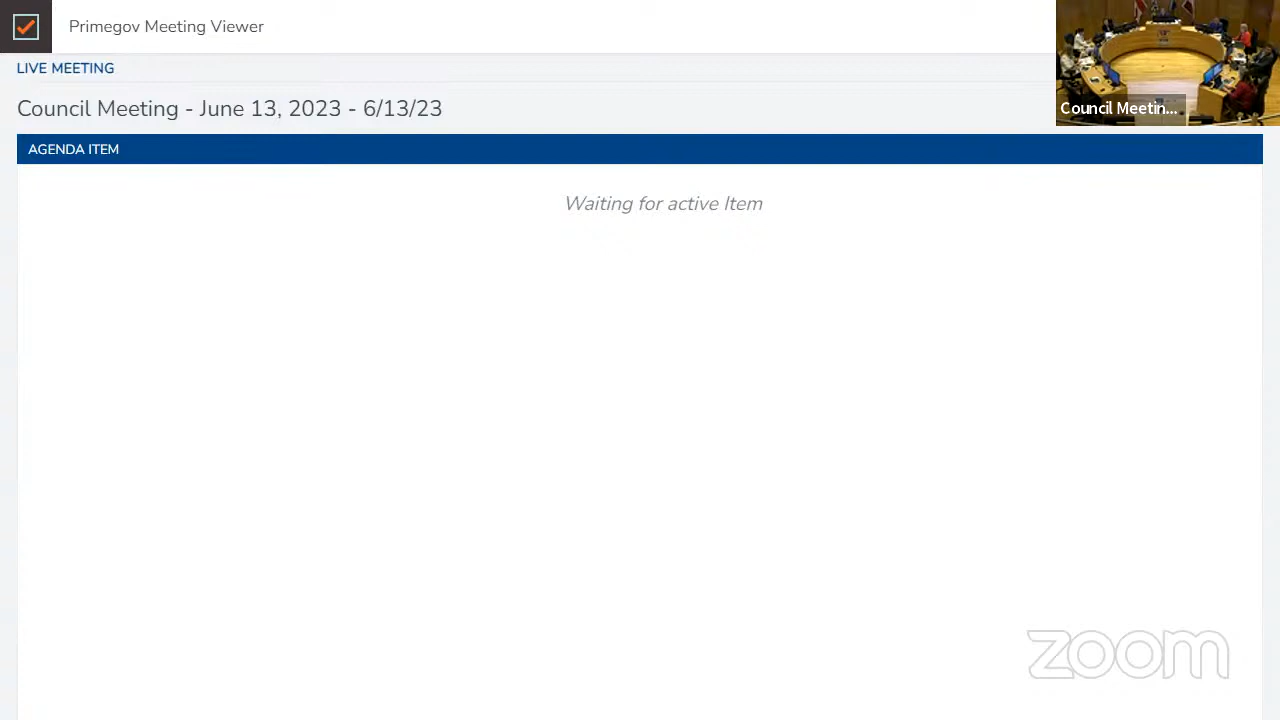 Primegov Meeting Viewer
LIVE MEETING
Council Meetin...
Council Meeting - June 13, 2023 - 6/13/23
AGENDA ITEM
Waiting for active Item
zoom